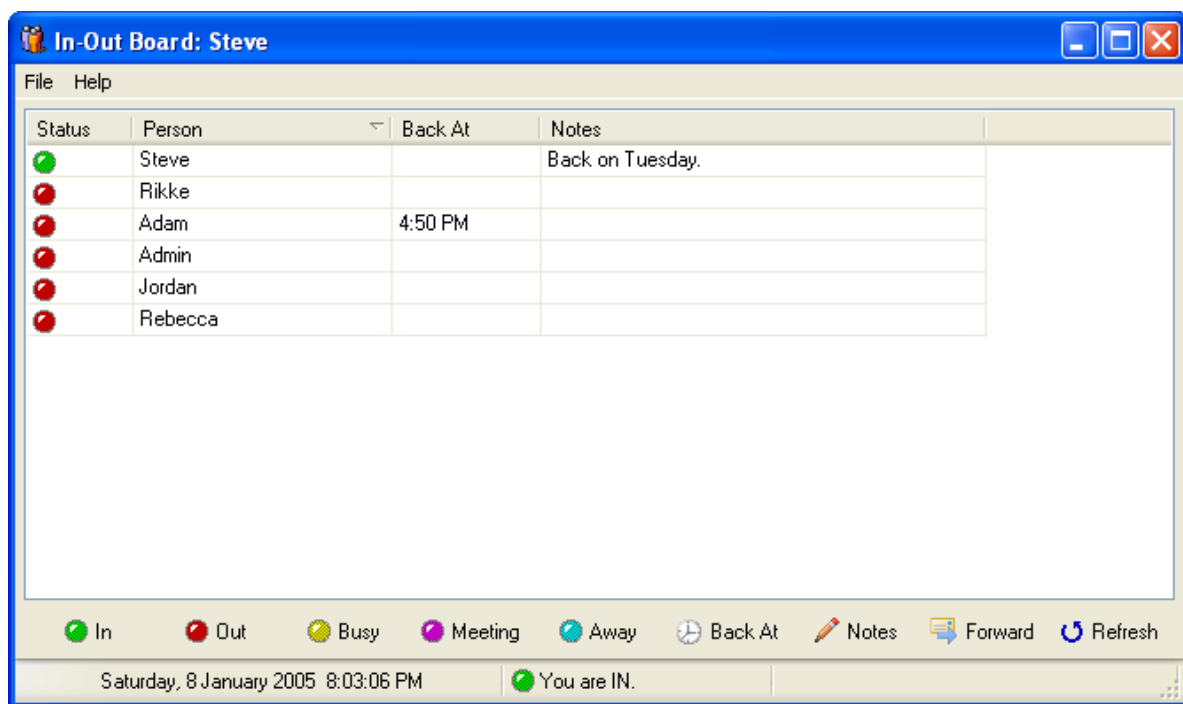 In-Out Board: Steve
File Help
Status Person Back At Notes
Steve Back on Tuesday.
Rikke
Adam 4:50 PM
Admin
Jordan
Rebecca
In Out Busy Meeting Away Back At Notes Forward Refresh
Saturday, 8 January 2005 8:03:06 PM You are IN.